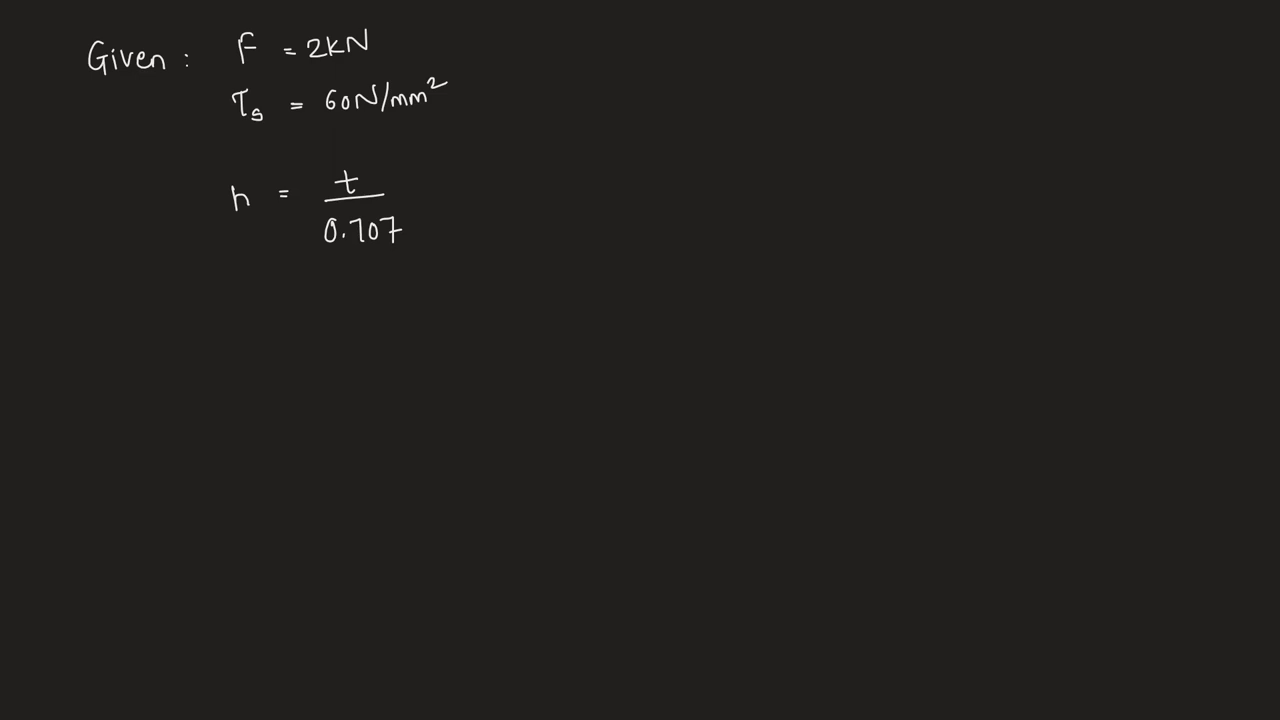 Given : F = 2KN
τs = 60N/mm²
h = t/0.707